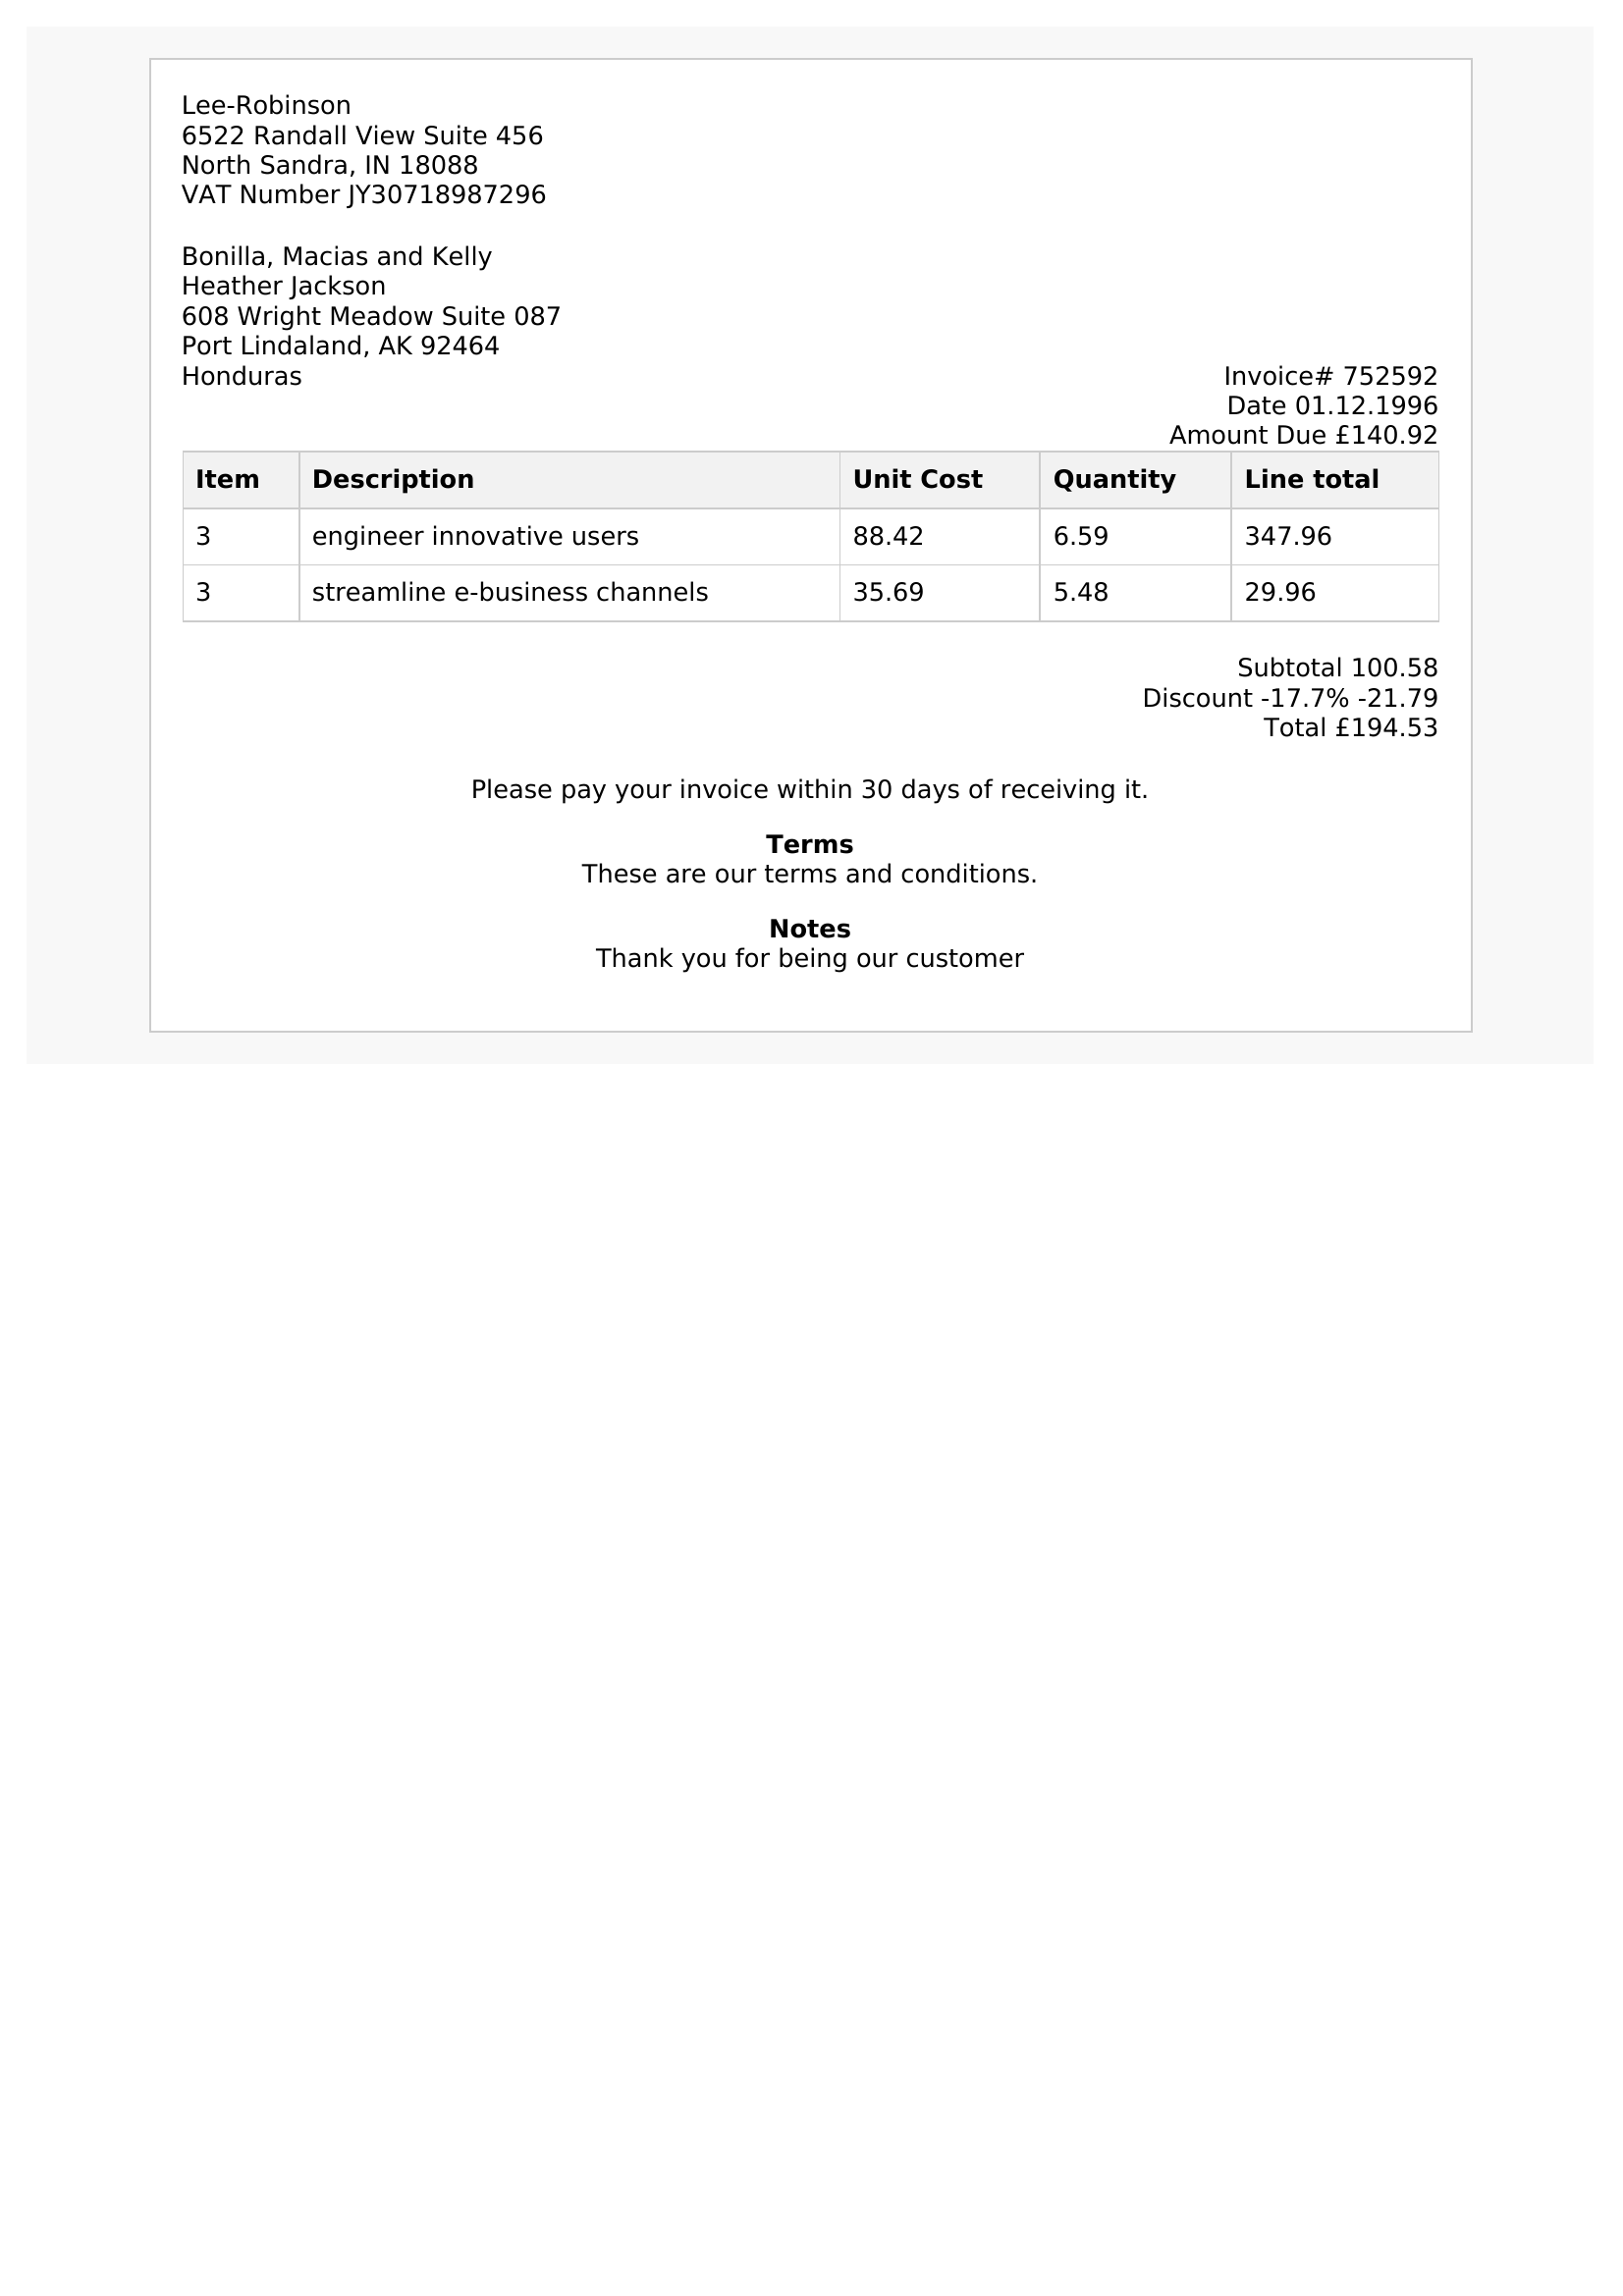 Lee-Robinson
6522 Randall View Suite 456
North Sandra, IN 18088
VAT Number JY30718987296
Bonilla, Macias and Kelly
Heather Jackson
608 Wright Meadow Suite 087
Port Lindaland, AK 92464
Honduras
Invoice# 752592
Date 01.12.1996
Amount Due £140.92
Item Description Unit Cost Quantity Line total
3 engineer innovative users 88.42 6.59 347.96
3 streamline e-business channels 35.69 5.48 29.96
Subtotal 100.58
Discount -17.7% -21.79
Total £194.53
Please pay your invoice within 30 days of receiving it.
Terms
These are our terms and conditions.
Notes
Thank you for being our customer